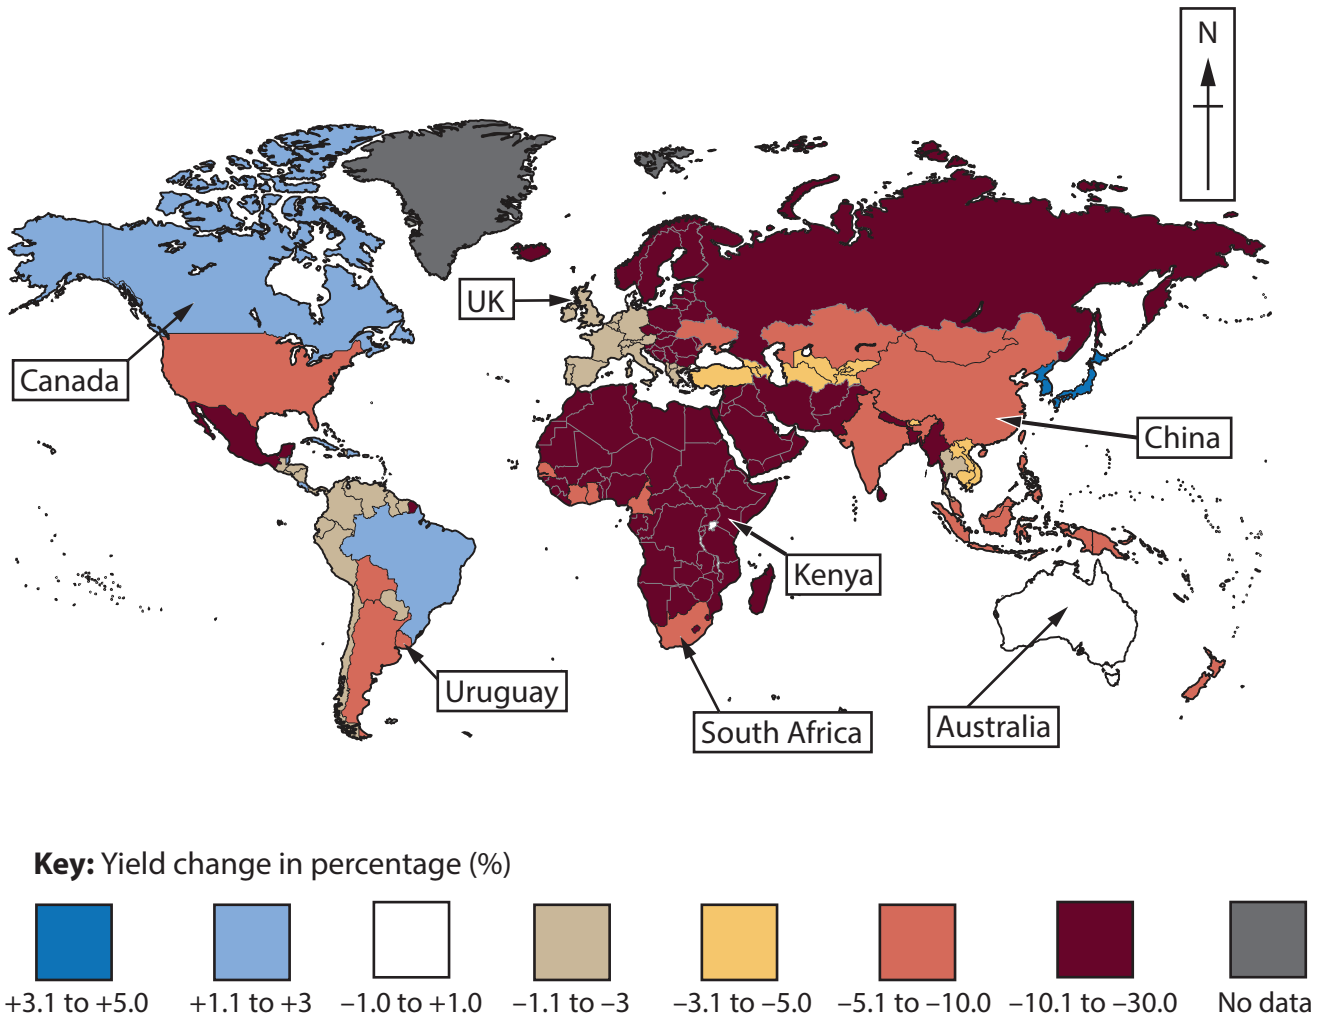 N
UK
Canada
China
Kenya
Uruguay
South Africa
Australia
Key: Yield change in percentage (%)
+3.1 to +5.0
+1.1 to +3
–1.0 to +1.0
–1.1 to –3
–3.1 to –5.0
–5.1 to –10.0
–10.1 to –30.0
No data